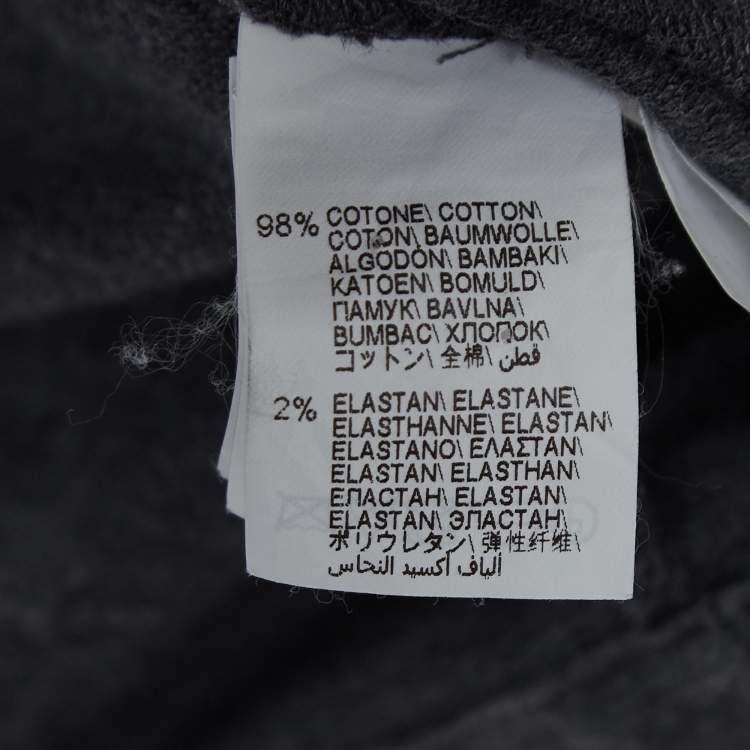 98% COTONE\ COTTON\
COTON\ BAUMWOLLE\
ALGODÓN\ BAMBAKI\
KATOEN\ BOMULD\
ПАМУК\ BAVLNA\
BUMBAC\ ХЛОПОК\
コットン\ 全棉\ قطن\
2% ELASTAN\ ELASTANE\
ELASTHANNE\ ELASTAN\
ELASTANO\ ΕΛΑΣΤΑΝ\
ELASTAN\ ELASTHAN\
ЕЛАСТАН\ ELASTAN\
ELASTAN\ ЭЛАСТАН\
ポリウレタン\ 弹性纤维\
ألياف أكسيد النحاس\